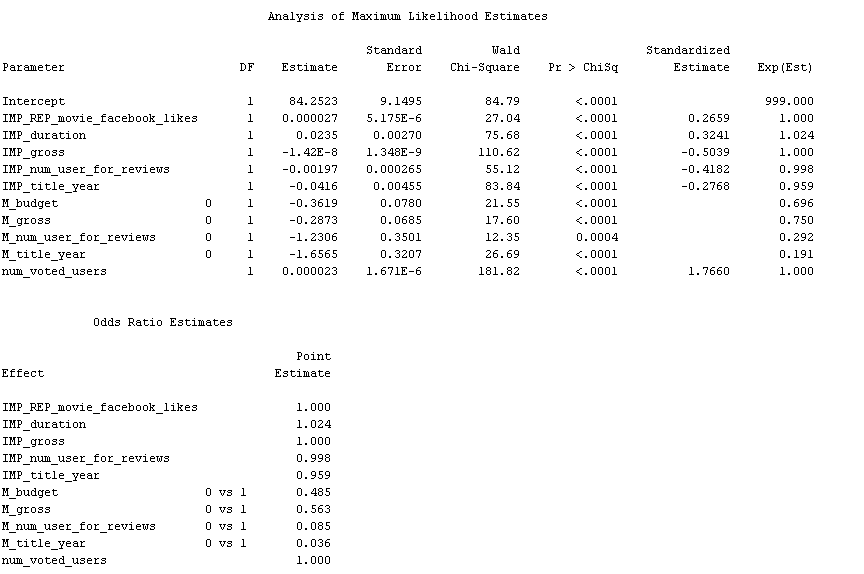 Analysis of Maximum Likelihood Estimates
Standard Wald Standardized
Parameter DF Estimate Error Chi-Square Pr > ChiSq Estimate Exp(Est)
Intercept 1 84.2523 9.1495 84.79 <.0001 999.000
IMP_REP_movie_facebook_likes 1 0.000027 5.175E-6 27.04 <.0001 0.2659 1.000
IMP_duration 1 0.0235 0.00270 75.68 <.0001 0.3241 1.024
IMP_gross 1 -1.42E-8 1.348E-9 110.62 <.0001 -0.5039 1.000
IMP_num_user_for_reviews 1 -0.00197 0.000265 55.12 <.0001 -0.4182 0.998
IMP_title_year 1 -0.0416 0.00455 83.84 <.0001 -0.2768 0.959
M_budget 0 1 -0.3619 0.0780 21.55 <.0001 0.696
M_gross 0 1 -0.2873 0.0685 17.60 <.0001 0.750
M_num_user_for_reviews 0 1 -1.2306 0.3501 12.35 0.0004 0.292
M_title_year 0 1 -1.6565 0.3207 26.69 <.0001 0.191
num_voted_users 1 0.000023 1.671E-6 181.82 <.0001 1.7660 1.000
Odds Ratio Estimates
Point
Effect Estimate
IMP_REP_movie_facebook_likes 1.000
IMP_duration 1.024
IMP_gross 1.000
IMP_num_user_for_reviews 0.998
IMP_title_year 0.959
M_budget 0 vs 1 0.485
M_gross 0 vs 1 0.563
M_num_user_for_reviews 0 vs 1 0.085
M_title_year 0 vs 1 0.036
num_voted_users 1.000